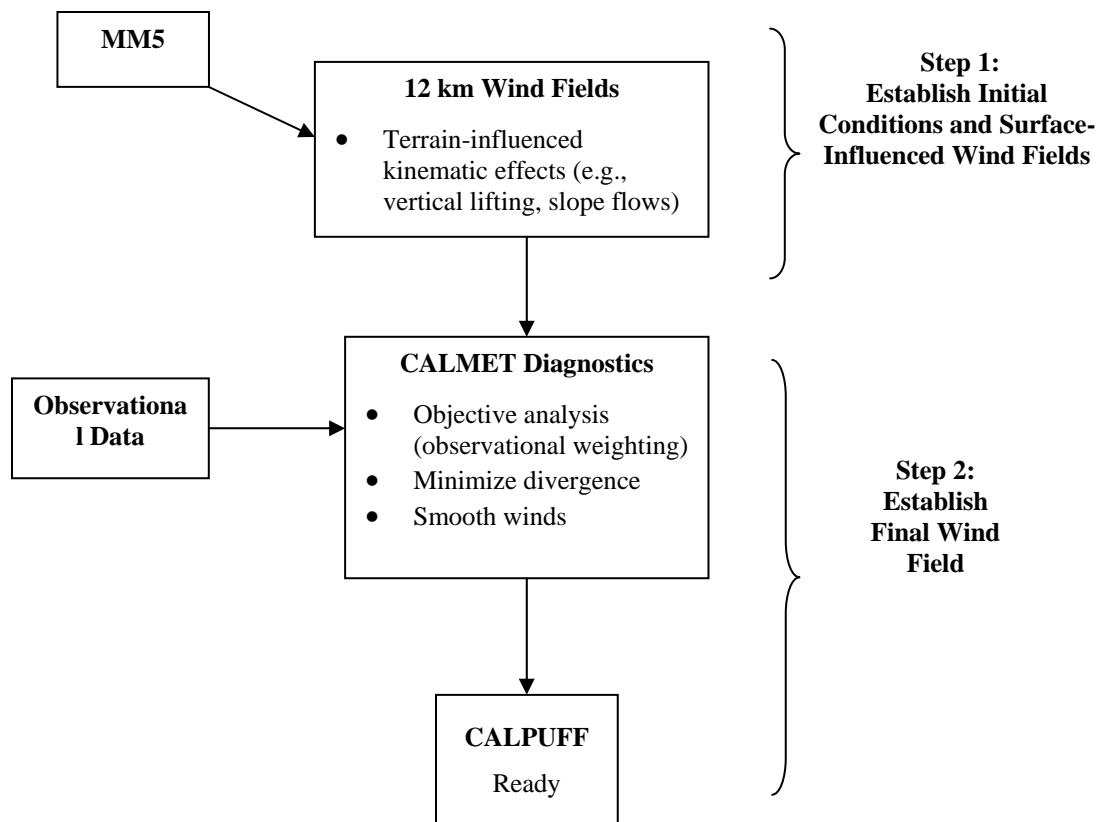 MM5
12 km Wind Fields
● Terrain-influenced
kinematic effects (e.g.,
vertical lifting, slope flows)
Step 1:
Establish Initial
Conditions and Surface-
Influenced Wind Fields
Observationa
l Data
CALMET Diagnostics
● Objective analysis
(observational weighting)
● Minimize divergence
● Smooth winds
Step 2:
Establish
Final Wind
Field
CALPUFF
Ready